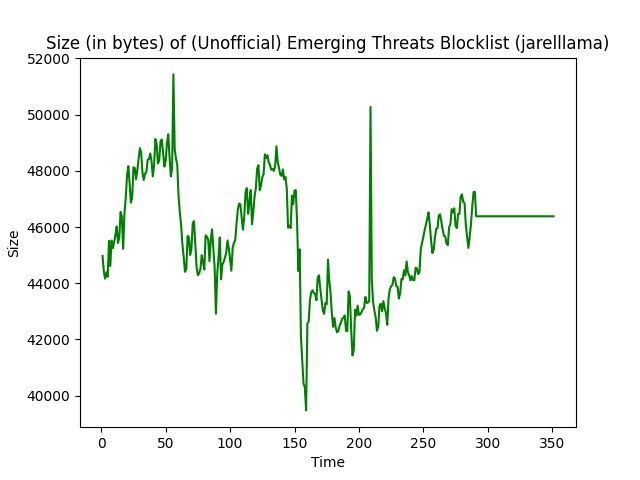 Size (in bytes) of (Unofficial) Emerging Threats Blocklist (jarelllama)
52000
50000
48000
46000
44000
42000
40000
Size
0 50 100 150 200 250 300 350
Time